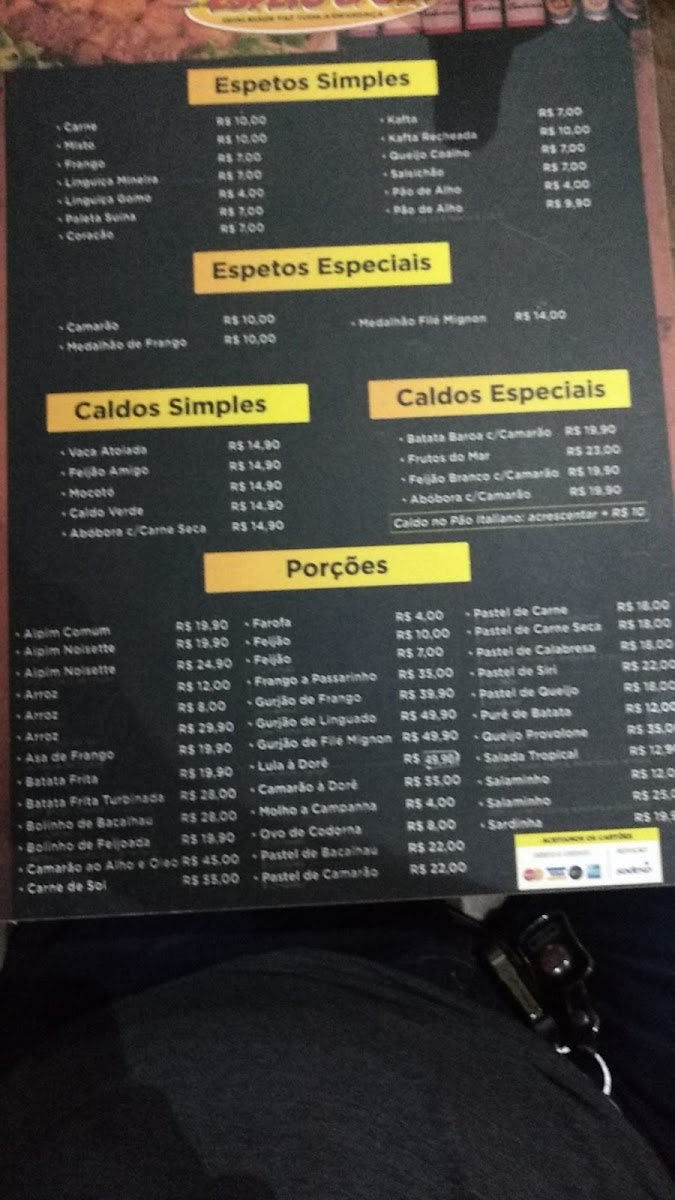 Espetos Simples
• Carne R$ 10,00
• Misto R$ 10,00
• Frango R$ 7,00
• Linguiça Mineira R$ 7,00
• Linguiça Gomo R$ 4,00
• Paleta Suína R$ 7,00
• Coração R$ 7,00
• Kafta R$ 7,00
• Kafta Recheada R$ 10,00
• Queijo Coalho R$ 7,00
• Salsichão R$ 7,00
• Pão de Alho R$ 4,00
• Pão de Alho R$ 9,90
Espetos Especiais
• Camarão R$ 10,00
• Medalhão de Frango R$ 10,00
• Medalhão Filé Mignon R$ 14,00
Caldos Simples
• Vaca Atolada R$ 14,90
• Feijão Amigo R$ 14,90
• Mocotó R$ 14,90
• Caldo Verde R$ 14,90
• Abóbora c/Carne Seca R$ 14,90
Caldos Especiais
• Batata Baroa c/Camarão R$ 19,90
• Frutos do Mar R$ 23,00
• Feijão Branco c/Camarão R$ 19,90
• Abóbora c/Camarão R$ 19,90
Caldo no Pão Italiano: acrescentar + R$ 10
Porções
• Aipim Comum R$ 19,90
• Aipim Noisette R$ 19,90
• Aipim Noisette R$ 24,90
• Arroz R$ 12,00
• Arroz R$ 8,00
• Arroz R$ 29,90
• Asa de Frango R$ 19,90
• Batata Frita R$ 19,90
• Batata Frita Turbinada R$ 28,00
• Bolinho de Bacalhau R$ 28,00
• Bolinho de Feijoada R$ 19,90
• Camarão ao Alho e Óleo R$ 45,00
• Carne de Sol R$ 55,00
• Farofa R$ 4,00
• Feijão R$ 10,00
• Feijão R$ 7,00
• Frango a Passarinho R$ 35,00
• Gurjão de Frango R$ 39,90
• Gurjão de Linguado R$ 49,90
• Gurjão de Filé Mignon R$ 49,90
• Lula à Dorê R$ 49,90
• Camarão à Dorê R$ 55,00
• Molho a Campanha R$ 4,00
• Ovo de Codorna R$ 8,00
• Pastel de Bacalhau R$ 22,00
• Pastel de Camarão R$ 22,00
• Pastel de Carne R$ 18,00
• Pastel de Carne Seca R$ 18,00
• Pastel de Calabresa R$ 18,00
• Pastel de Siri R$ 22,00
• Pastel de Queijo R$ 18,00
• Purê de Batata R$ 12,00
• Queijo Provolone R$ 35,0
• Salada Tropical R$ 12,9
• Salaminho R$ 12,0
• Salaminho R$ 25,
• Sardinha R$ 19,
ACEITAMOS OS CARTÕES
sodexo